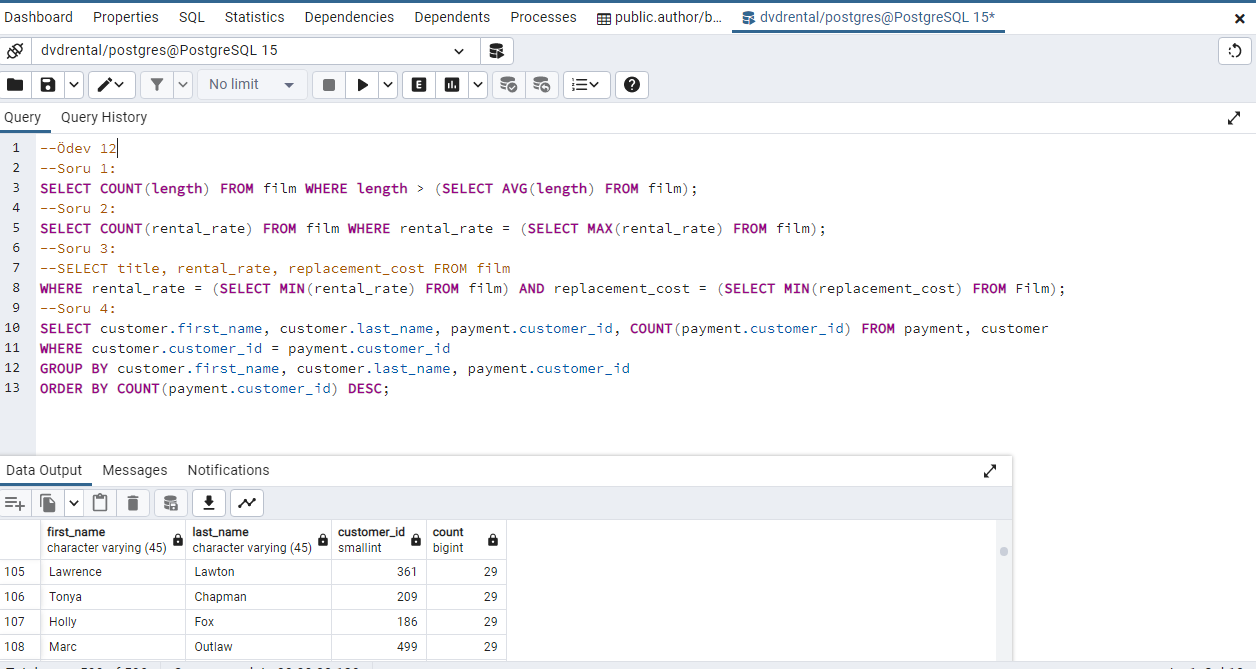 Dashboard Properties SQL Statistics Dependencies Dependents Processes public.author/b... dvdrental/postgres@PostgreSQL 15*
dvdrental/postgres@PostgreSQL 15
No limit
Query Query History
1 --Ödev 12
2 --Soru 1:
3 SELECT COUNT(length) FROM film WHERE length > (SELECT AVG(length) FROM film);
4 --Soru 2:
5 SELECT COUNT(rental_rate) FROM film WHERE rental_rate = (SELECT MAX(rental_rate) FROM film);
6 --Soru 3:
7 --SELECT title, rental_rate, replacement_cost FROM film
8 WHERE rental_rate = (SELECT MIN(rental_rate) FROM film) AND replacement_cost = (SELECT MIN(replacement_cost) FROM Film);
9 --Soru 4:
10 SELECT customer.first_name, customer.last_name, payment.customer_id, COUNT(payment.customer_id) FROM payment, customer
11 WHERE customer.customer_id = payment.customer_id
12 GROUP BY customer.first_name, customer.last_name, payment.customer_id
13 ORDER BY COUNT(payment.customer_id) DESC;
Data Output Messages Notifications
first_name last_name customer_id count
character varying (45) character varying (45) smallint bigint
105 Lawrence Lawton 361 29
106 Tonya Chapman 209 29
107 Holly Fox 186 29
108 Marc Outlaw 499 29